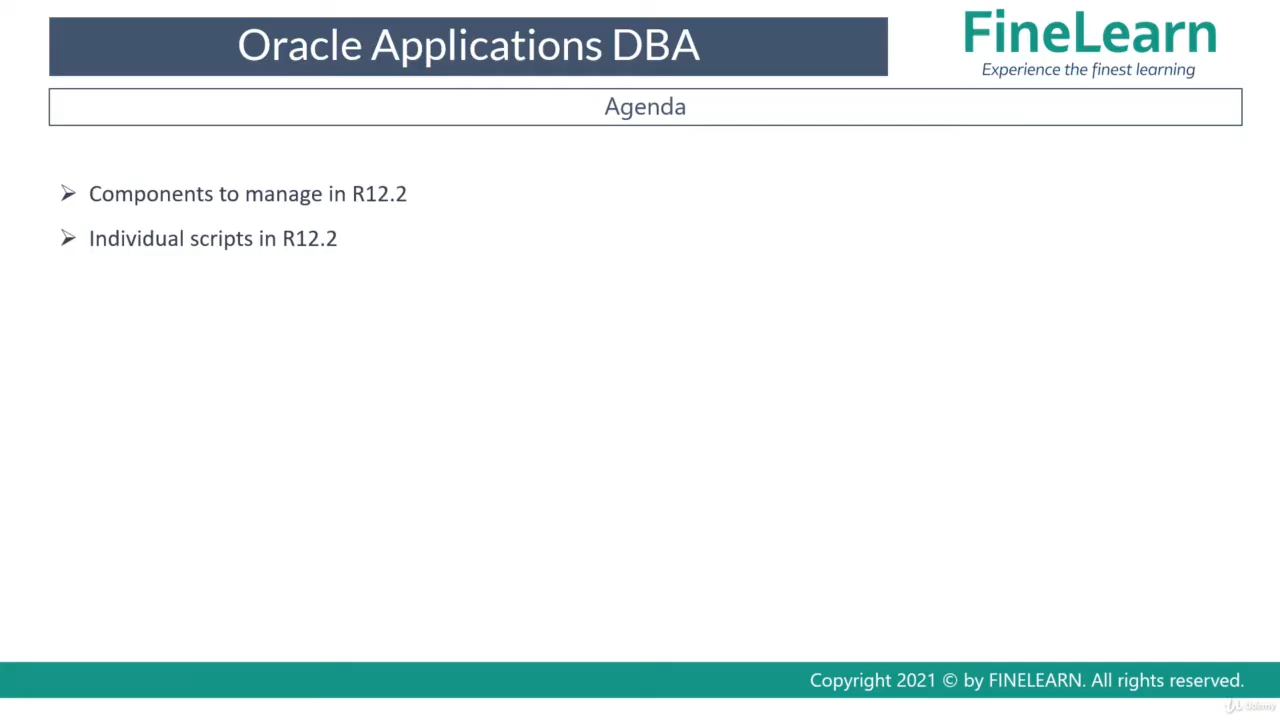 Oracle Applications DBA
FineLearn
Experience the finest learning
Agenda
Components to manage in R12.2
Individual scripts in R12.2
Copyright 2021 © by FINELEARN. All rights reserved.
Udemy